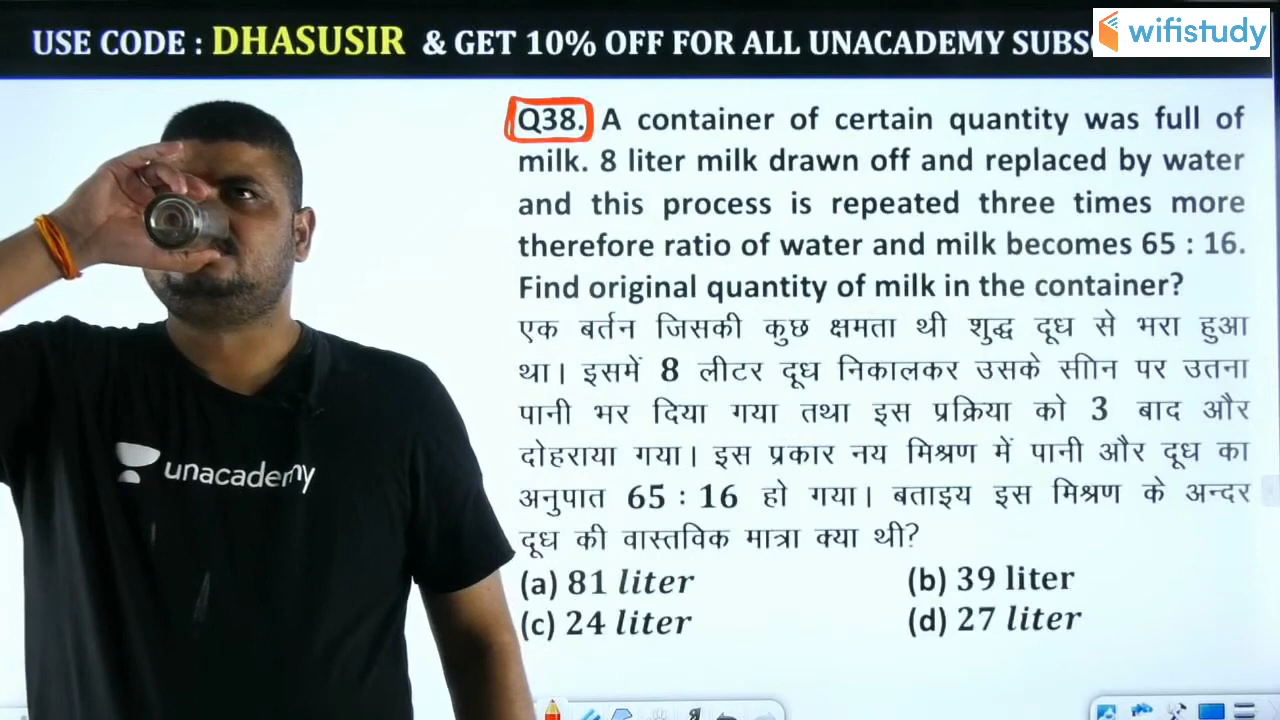 USE CODE : DHASUSIR & GET 10% OFF FOR ALL UNACADEMY SUBS
wifistudy
Q38. A container of certain quantity was full of
milk. 8 liter milk drawn off and replaced by water
and this process is repeated three times more
therefore ratio of water and milk becomes 65 : 16.
Find original quantity of milk in the container?
एक बर्तन जिसकी कुछ क्षमता थी शुद्ध दूध से भरा हुआ
था। इसमें 8 लीटर दूध निकालकर उसके सीाीन पर उतना
पानी भर दिया गया तथा इस प्रक्रिया को 3 बाद और
दोहराया गया। इस प्रकार नय मिश्रण में पानी और दूध का
अनुपात 65 : 16 हो गया। बताइय इस मिश्रण के अन्दर
दूध की वास्तविक मात्रा क्या थी?
(a) 81 liter (b) 39 liter
(c) 24 liter (d) 27 liter
unacademy